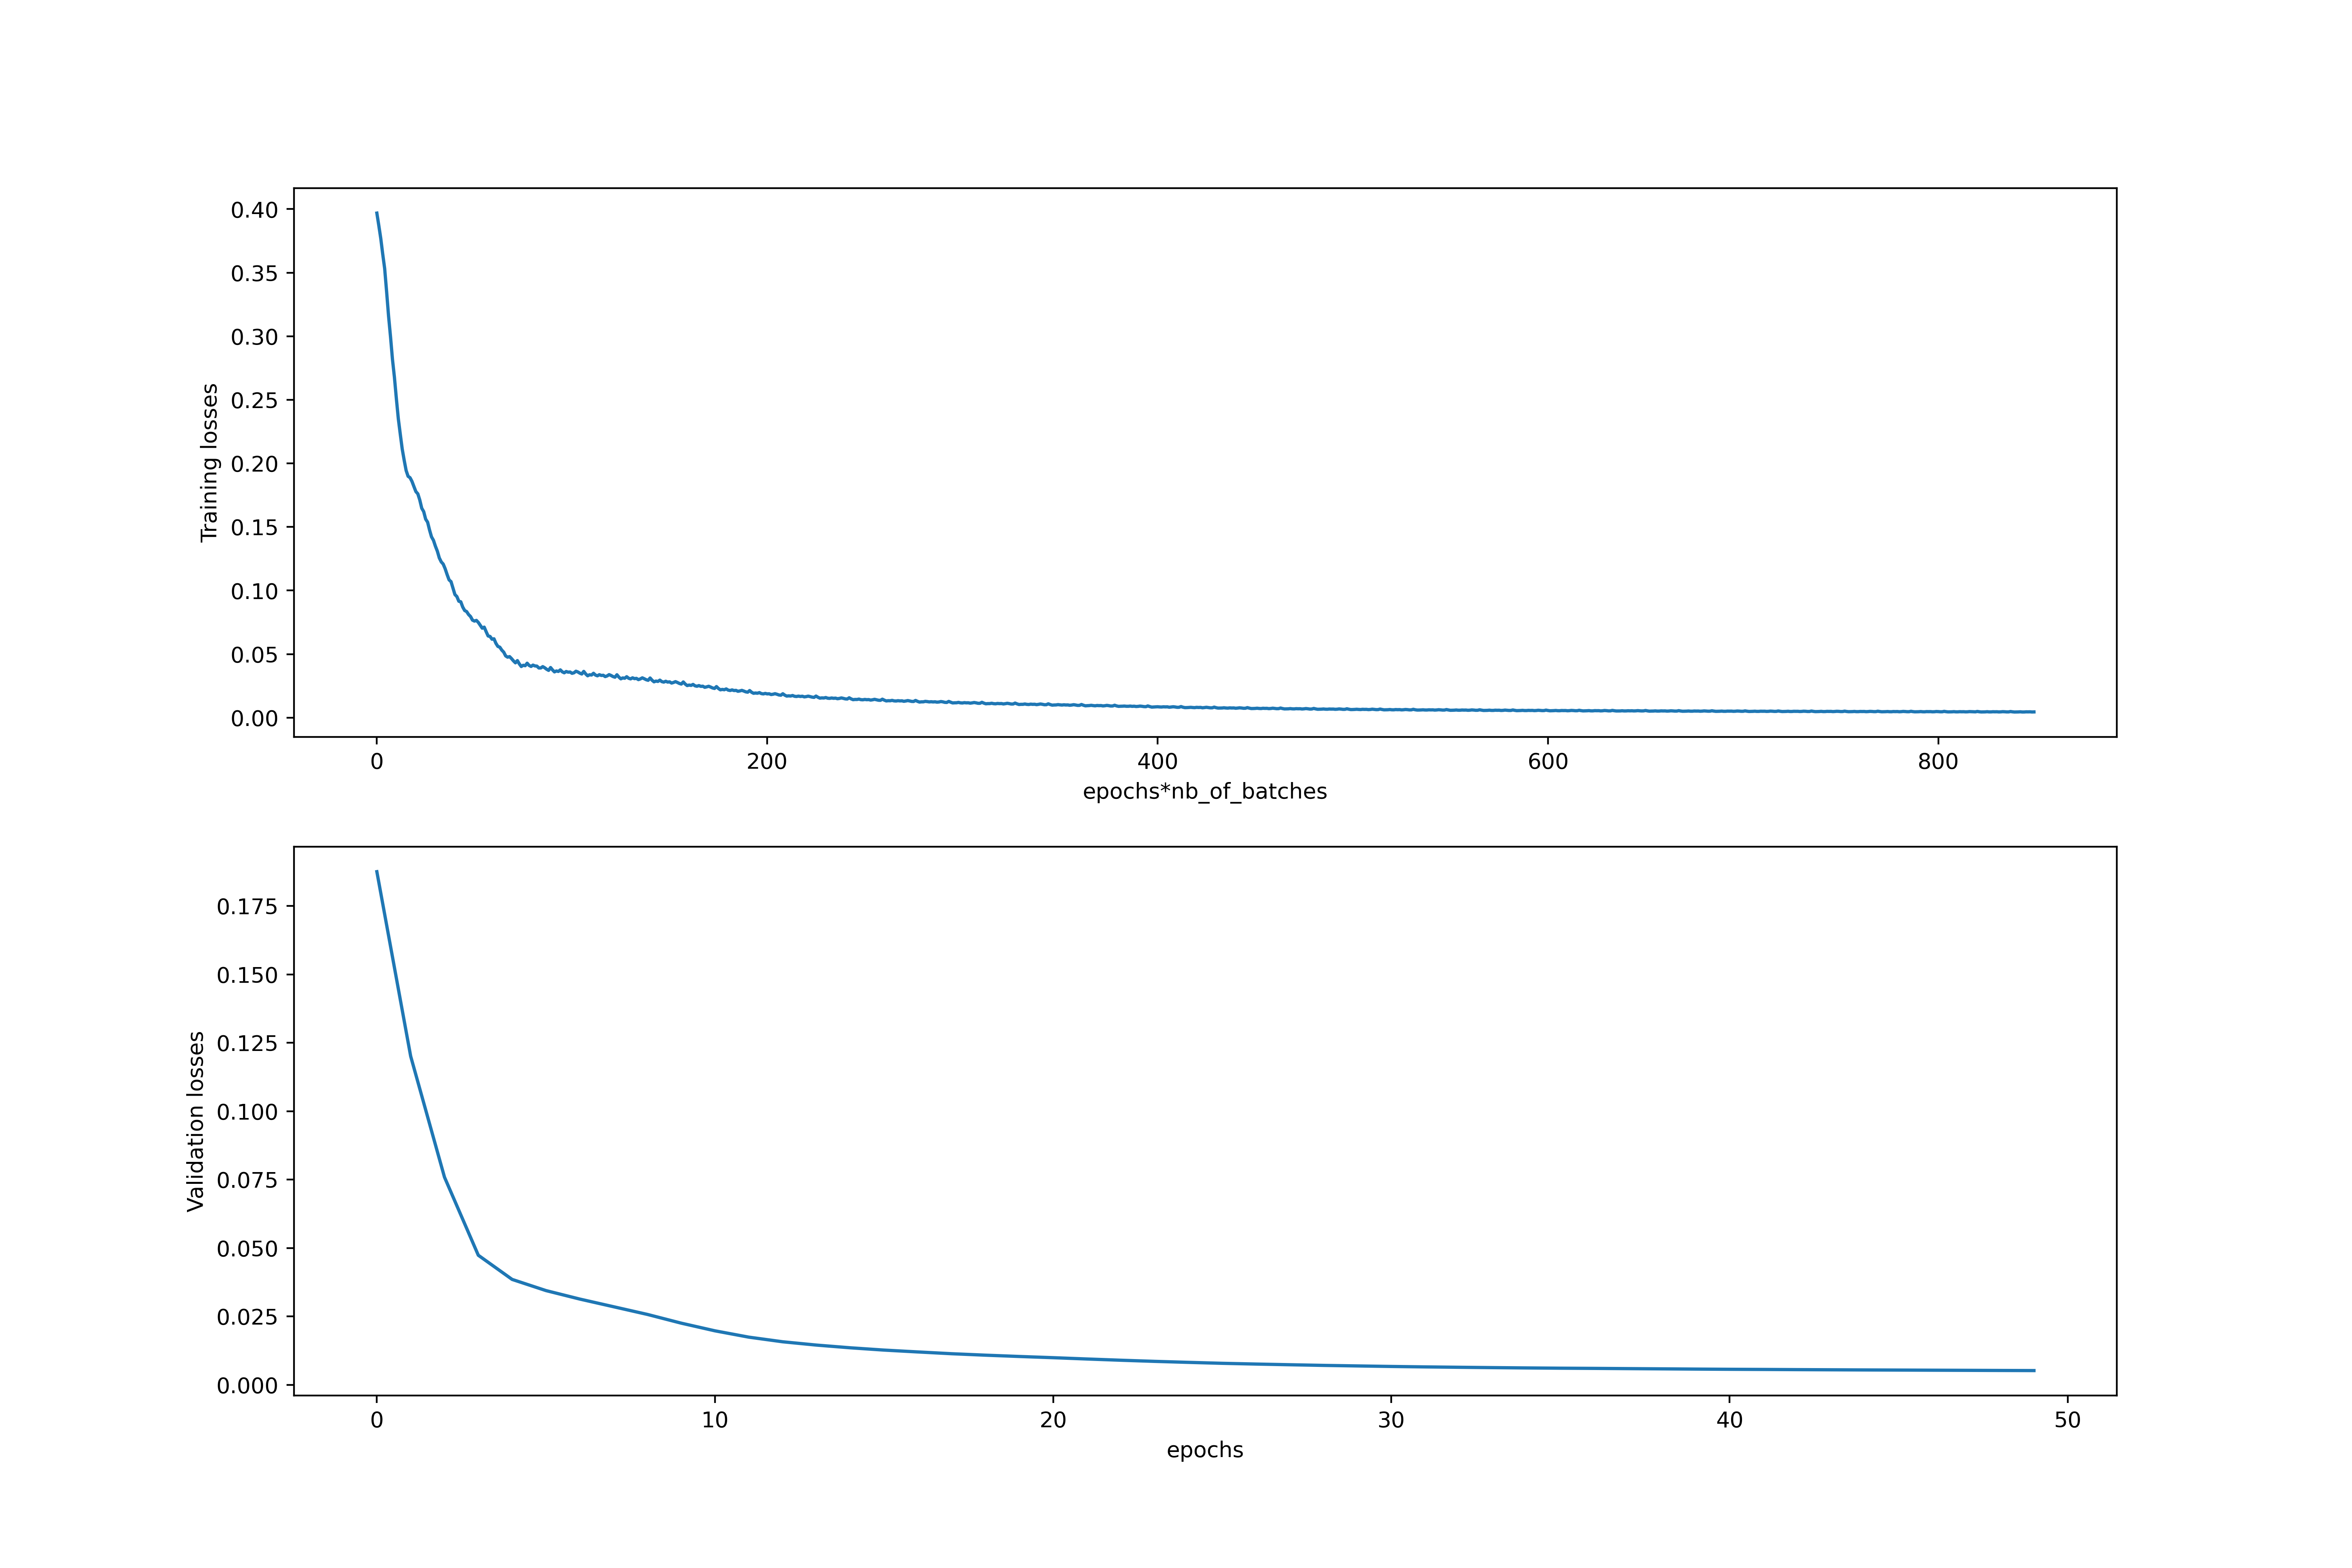 0.40
0.35
0.30
0.25
0.20
0.15
0.10
0.05
0.00
Training losses
0 200 400 600 800
epochs*nb_of_batches
0.175
0.150
0.125
0.100
0.075
0.050
0.025
0.000
Validation losses
0 10 20 30 40 50
epochs